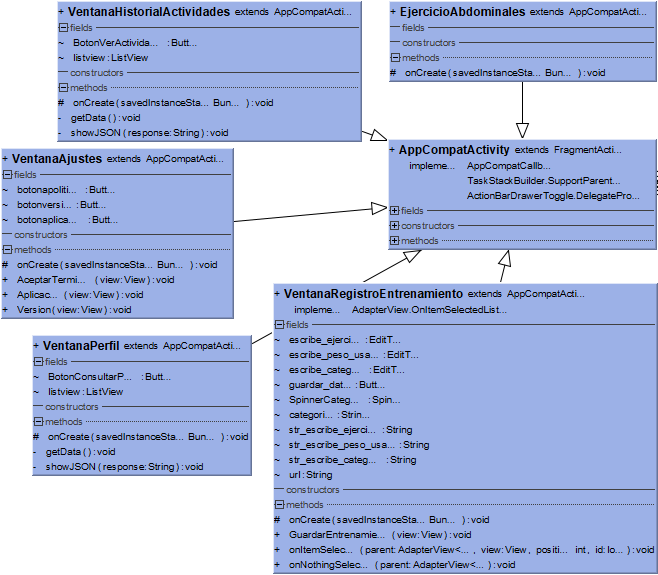 + VentanaHistorialActividades extends AppCompatActi...
fields
~ BotonVerActivida... : Butt...
~ listview : ListView
constructors
methods
# onCreate ( savedInstanceSta... Bun... ) : void
- getData ( ) : void
- showJSON ( response: String ) : void
+ EjercicioAbdominales extends AppCompatActi...
fields
constructors
methods
# onCreate ( savedInstanceSta... Bun... ) : void
+ AppCompatActivity extends FragmentActi...
impleme... AppCompatCallb...
TaskStackBuilder.SupportParent...
ActionBarDrawerToggle.DelegatePro...
fields
constructors
methods
+ VentanaAjustes extends AppCompatActi...
fields
~ botonapoliti... : Butt...
~ botonversi... : Butt...
~ botonaplica... : Butt...
constructors
methods
# onCreate ( savedInstanceSta... Bun... ) : void
+ AceptarTermi... ( view: View ) : void
+ Aplicac... ( view: View ) : void
+ Version ( view: View ) : void
+ VentanaPerfil extends AppCompatActi...
fields
~ BotonConsultarP... : Butt...
~ listview : ListView
constructors
methods
# onCreate ( savedInstanceSta... Bun... ) : void
- getData ( ) : void
- showJSON ( response: String ) : void
+ VentanaRegistroEntrenamiento extends AppCompatActi...
impleme... AdapterView.OnItemSelectedList...
fields
~ escribe_ejerci... : EditT...
~ escribe_peso_usa... : EditT...
~ escribe_categ... : EditT...
~ guardar_dat... : Butt...
~ SpinnerCateg... : Spin...
~ categori... : Strin...
~ str_escribe_ejerci... : String
~ str_escribe_peso_usa... : String
~ str_escribe_categ... : String
~ url : String
constructors
methods
# onCreate ( savedInstanceSta... Bun... ) : void
+ GuardarEntrenamie... ( view: View ) : void
+ onItemSelec... ( parent: AdapterView<... , view: View, positi... int, id: lo... ) : void
+ onNothingSelec... ( parent: AdapterView<... ) : void